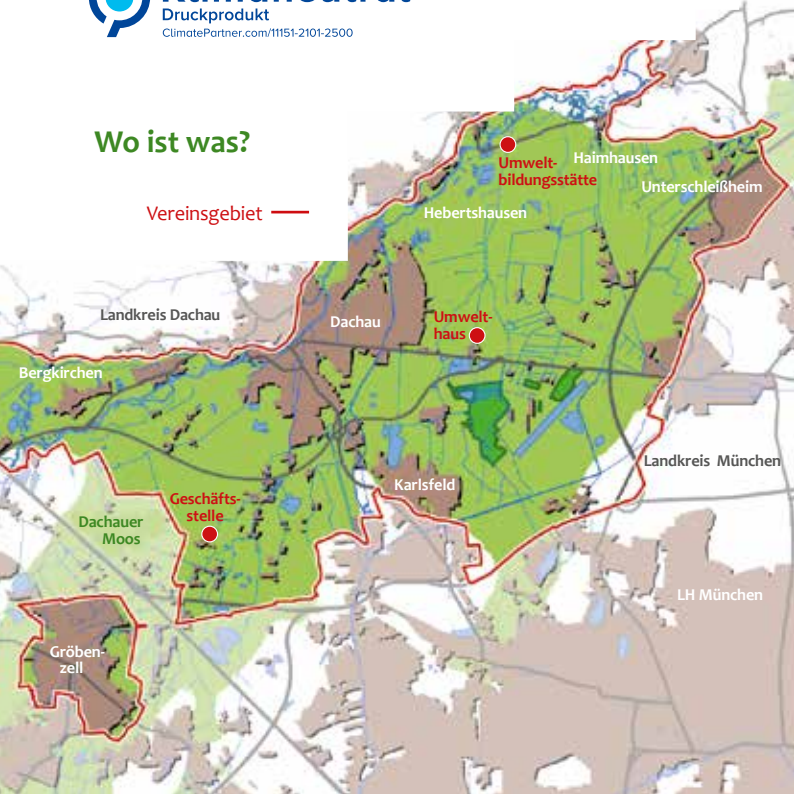 Druckprodukt
ClimatePartner.com/11151-2101-2500
Wo ist was?
Vereinsgebiet
Umwelt-
bildungsstätte
Haimhausen
Unterschleißheim
Hebertshausen
Landkreis Dachau
Dachau
Umwelt-
haus
Bergkirchen
Landkreis München
Karlsfeld
Geschäfts-
stelle
Dachauer
Moos
LH München
Gröben-
zell